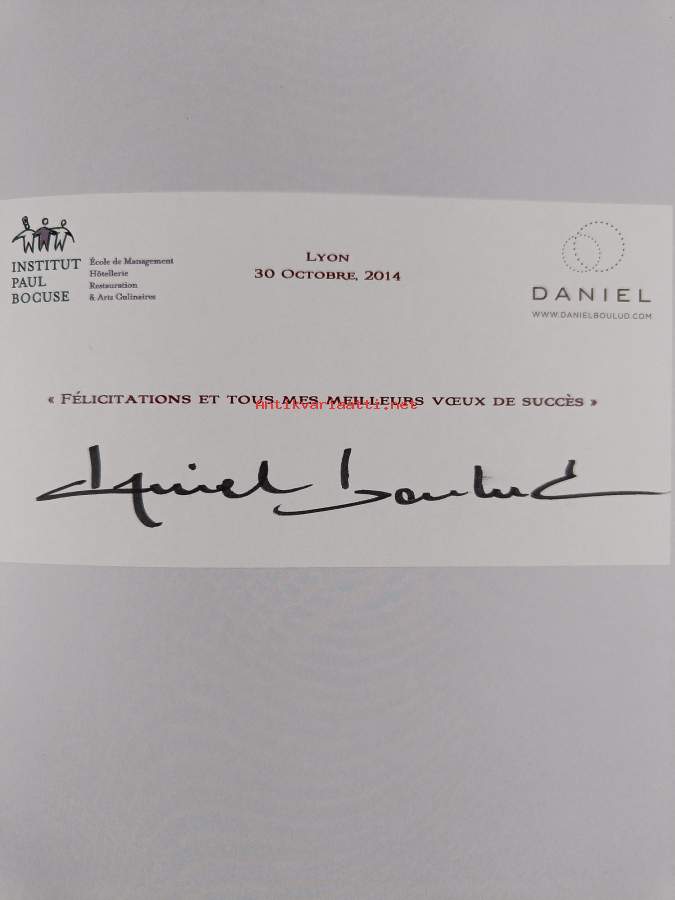 INSTITUT
PAUL
BOCUSE
École de Management
Hôtellerie
Restauration
& Arts Culinaires
Lyon
30 Octobre, 2014
DANIEL
WWW.DANIELBOULUD.COM
« Félicitations et tous mes meilleurs vœux de succès »
Antikvariaatti.net
Daniel Boulud